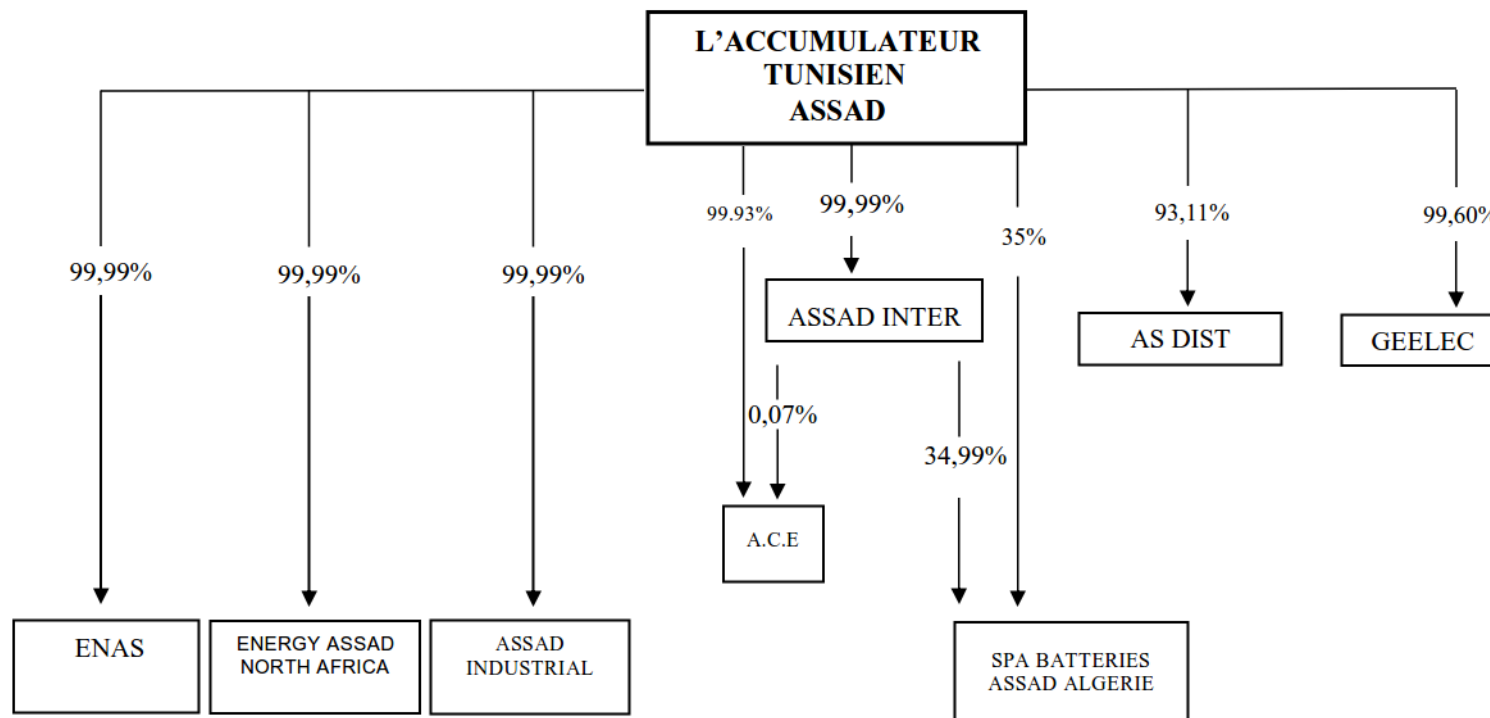 L'ACCUMULATEUR
TUNISIEN
ASSAD
99.93%
99,99%
35%
93,11%
99,60%
99,99%
99,99%
99,99%
ASSAD INTER
AS DIST
GEELEC
0,07%
34,99%
A.C.E
ENAS
ENERGY ASSAD
NORTH AFRICA
ASSAD
INDUSTRIAL
SPA BATTERIES
ASSAD ALGERIE